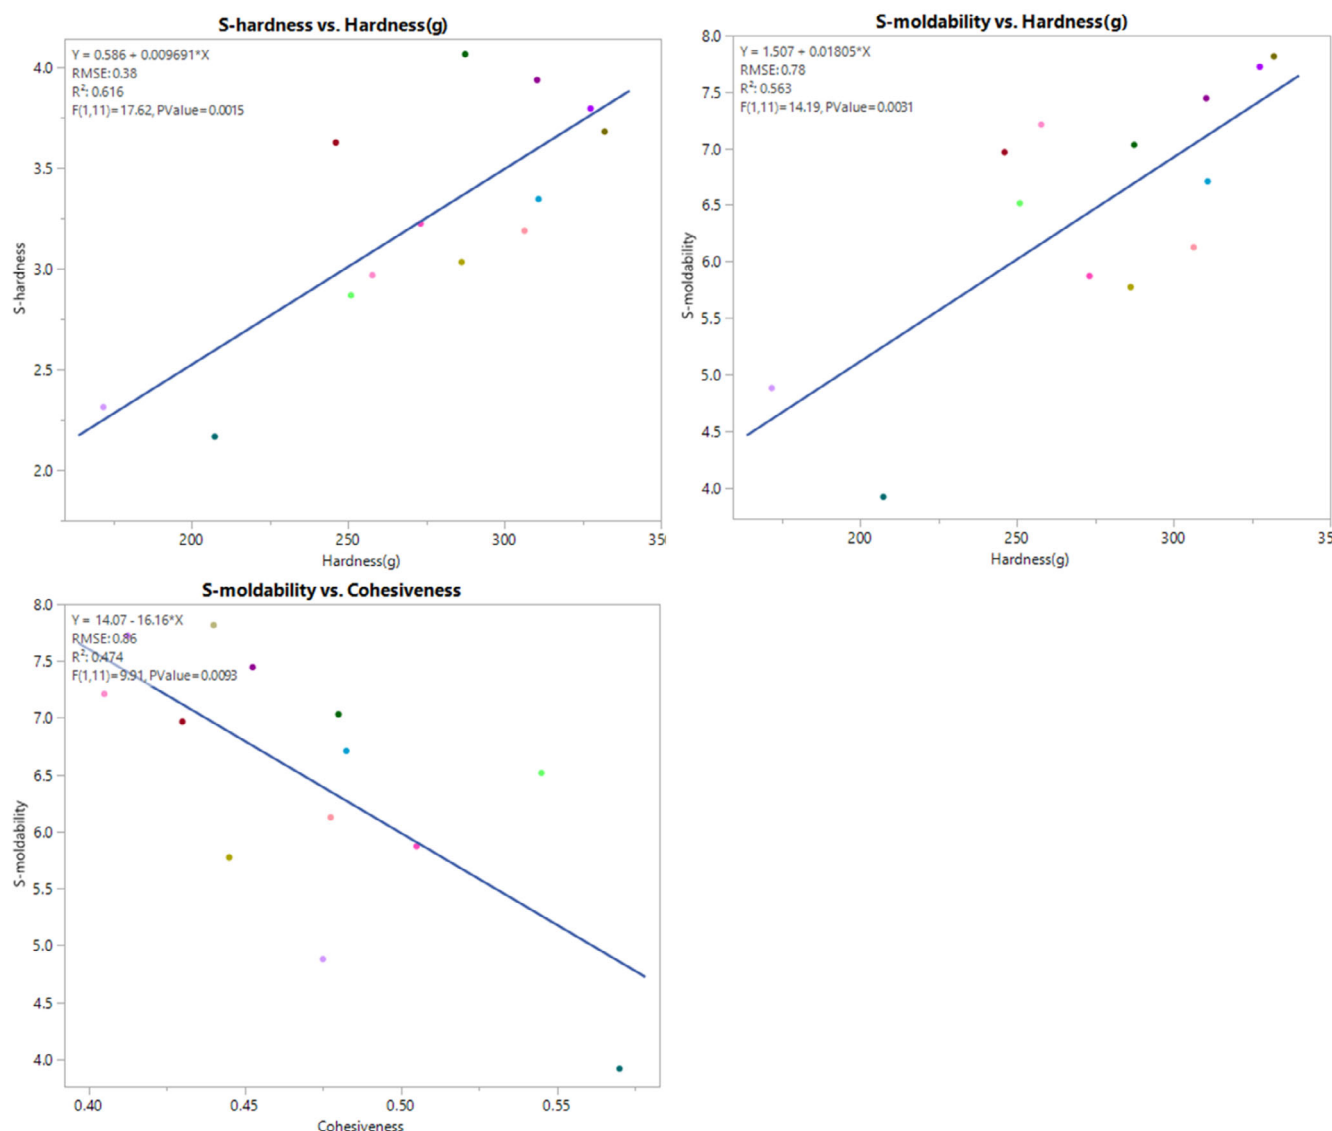 S-hardness vs. Hardness(g)
Y = 0.586 + 0.009691*X
RMSE: 0.38
R²: 0.616
F(1,11)=17.62, PValue=0.0015
4.0
3.5
3.0
2.5
2.0
S-hardness
200
250
300
35
Hardness(g)
S-moldability vs. Hardness(g)
Y = 1.507 + 0.01805*X
RMSE: 0.78
R²: 0.563
F(1,11)=14.19, PValue=0.0031
8.0
7.5
7.0
6.5
6.0
5.5
5.0
4.5
4.0
S-moldability
200
250
300
350
Hardness(g)
S-moldability vs. Cohesiveness
Y = 14.07 - 16.16*X
RMSE: 0.86
R²: 0.474
F(1,11)=9.91, PValue=0.0093
8.0
7.5
7.0
6.5
6.0
5.5
5.0
4.5
4.0
S-moldability
0.40
0.45
0.50
0.55
Cohesiveness